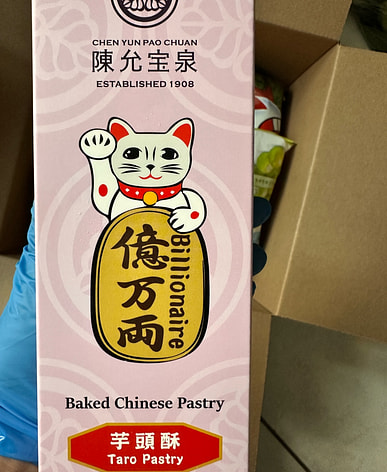 CHEN YUN PAO CHUAN
陳允宝泉
ESTABLISHED 1908
億万両
Billionaire
Baked Chinese Pastry
芋頭酥
Taro Pastry